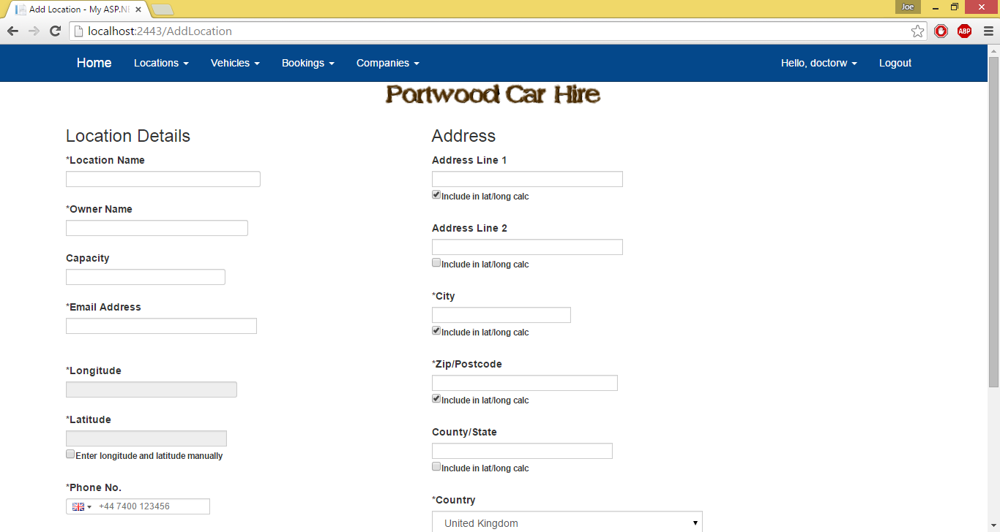 Add Location - My ASP.NE
Joe
localhost:2443/AddLocation
ABP
Home Locations Vehicles Bookings Companies Hello, doctorw Logout
Portwood Car Hire
Location Details
*Location Name
*Owner Name
Capacity
*Email Address
*Longitude
*Latitude
Enter longitude and latitude manually
*Phone No.
+44 7400 123456
Address
Address Line 1
Include in lat/long calc
Address Line 2
Include in lat/long calc
*City
Include in lat/long calc
*Zip/Postcode
Include in lat/long calc
County/State
Include in lat/long calc
*Country
United Kingdom